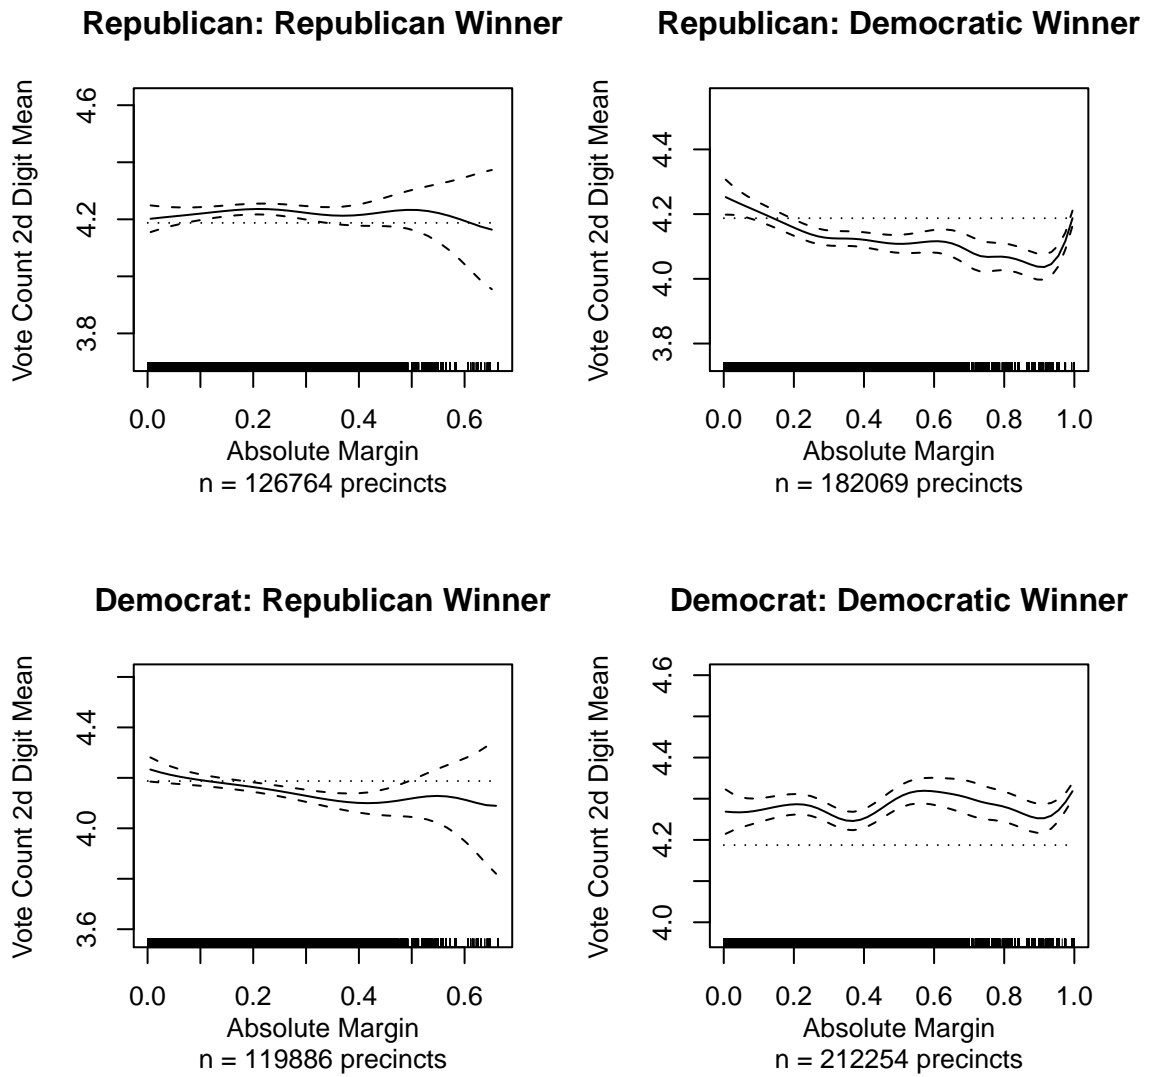 Republican: Republican Winner
Vote Count 2d Digit Mean
4.6
4.2
3.8
0.0 0.2 0.4 0.6
Absolute Margin
n = 126764 precincts
Republican: Democratic Winner
Vote Count 2d Digit Mean
4.4
4.2
4.0
3.8
0.0 0.2 0.4 0.6 0.8 1.0
Absolute Margin
n = 182069 precincts
Democrat: Republican Winner
Vote Count 2d Digit Mean
4.4
4.0
3.6
0.0 0.2 0.4 0.6
Absolute Margin
n = 119886 precincts
Democrat: Democratic Winner
Vote Count 2d Digit Mean
4.6
4.4
4.2
4.0
0.0 0.2 0.4 0.6 0.8 1.0
Absolute Margin
n = 212254 precincts